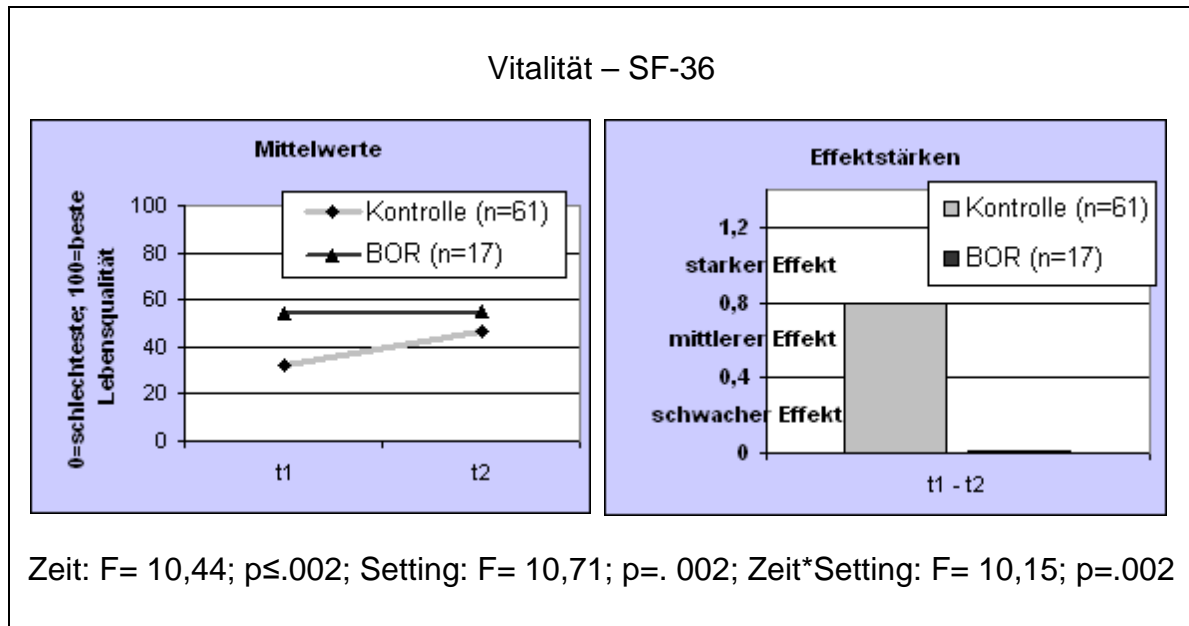 Vitalität – SF-36
Mittelwerte
0=schlechteste; 100=beste
Lebensqualität
100
80
60
40
20
0
t1
t2
Kontrolle (n=61)
BOR (n=17)
Effektstärken
1,2
starker Effekt
0,8
mittlerer Effekt
0,4
schwacher Effekt
0
t1 - t2
Kontrolle (n=61)
BOR (n=17)
Zeit: F= 10,44; p≤.002; Setting: F= 10,71; p=. 002; Zeit*Setting: F= 10,15; p=.002